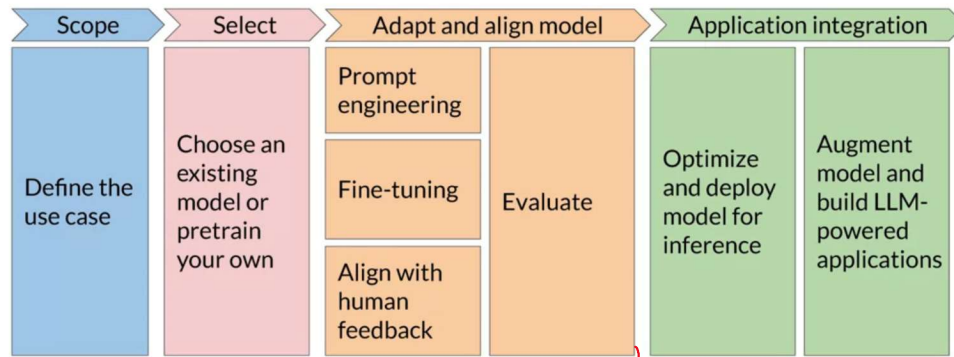 Scope
Select
Adapt and align model
Application integration
Define the
use case
Choose an
existing
model or
pretrain
your own
Prompt
engineering
Fine-tuning
Align with
human
feedback
Evaluate
Optimize
and deploy
model for
inference
Augment
model and
build LLM-
powered
applications